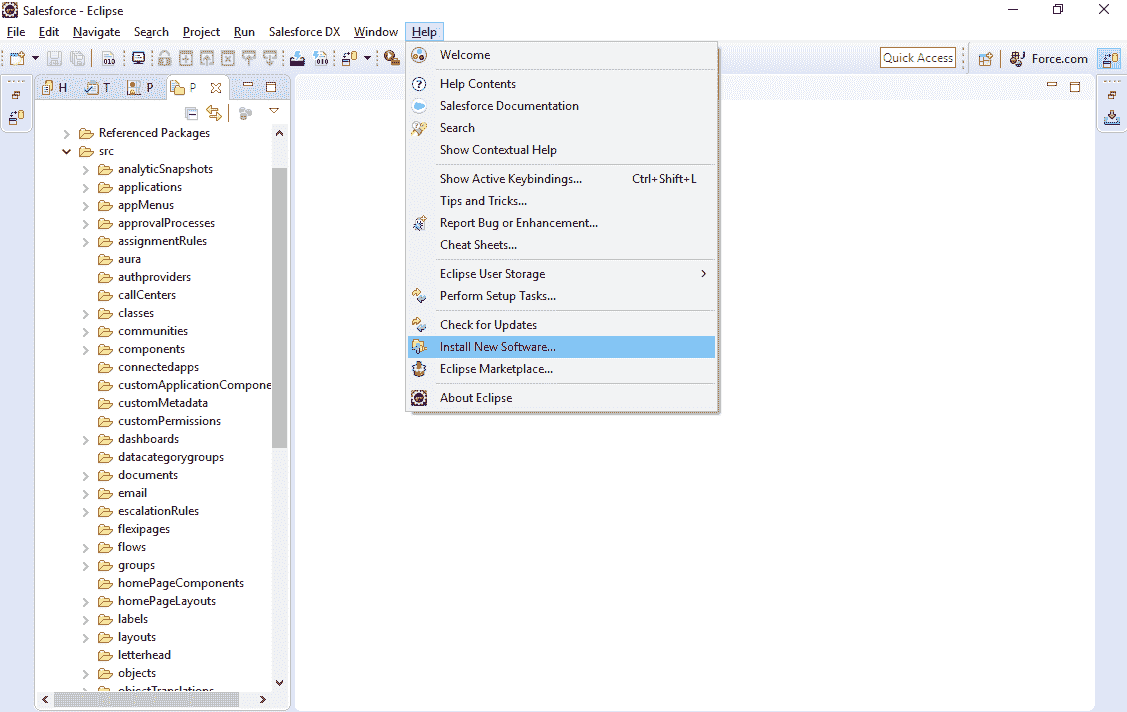 Salesforce - Eclipse
File Edit Navigate Search Project Run Salesforce DX Window Help
Quick Access
Force.com
H T P P
Referenced Packages
src
analyticSnapshots
applications
appMenus
approvalProcesses
assignmentRules
aura
authproviders
callCenters
classes
communities
components
connectedapps
customApplicationCompone
customMetadata
customPermissions
dashboards
datacategorygroups
documents
email
escalationRules
flexipages
flows
groups
homePageComponents
homePageLayouts
labels
layouts
letterhead
objects
objectTranslations
Welcome
Help Contents
Salesforce Documentation
Search
Show Contextual Help
Show Active Keybindings... Ctrl+Shift+L
Tips and Tricks...
Report Bug or Enhancement...
Cheat Sheets...
Eclipse User Storage
Perform Setup Tasks...
Check for Updates
Install New Software...
Eclipse Marketplace...
About Eclipse